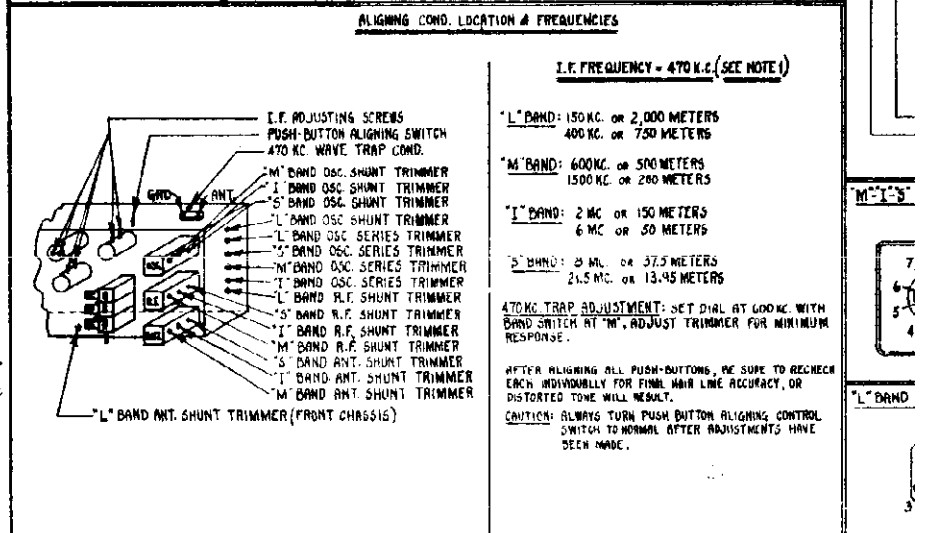 ALIGNING COND. LOCATION & FREQUENCIES
I.F. ADJUSTING SCREWS
PUSH-BUTTON ALIGNING SWITCH
470 KC. WAVE TRAP COND.
"M" BAND OSC. SHUNT TRIMMER
"I" BAND OSC. SHUNT TRIMMER
"S" BAND OSC. SHUNT TRIMMER
"L" BAND OSC SHUNT TRIMMER
"L" BAND OSC SERIES TRIMMER
"S" BAND OSC. SERIES TRIMMER
"M" BAND OSC. SERIES TRIMMER
"I" BAND OSC. SERIES TRIMMER
"L" BAND R.F. SHUNT TRIMMER
"S" BAND R.F. SHUNT TRIMMER
"I" BAND R.F. SHUNT TRIMMER
"M" BAND R.F. SHUNT TRIMMER
"S" BAND ANT. SHUNT TRIMMER
"I" BAND ANT. SHUNT TRIMMER
"M" BAND ANT. SHUNT TRIMMER
"L" BAND ANT. SHUNT TRIMMER (FRONT CHASSIS)
GND
ANT.
OSC.
R.F.
ANT.
I.F. FREQUENCY = 470 K.C. (SEE NOTE 1)
"L" BAND: 150 KC. OR 2,000 METERS
400 KC. OR 750 METERS
"M" BAND: 600 KC. OR 500 METERS
1500 KC. OR 200 METERS
"I" BAND: 2 MC OR 150 METERS
6 MC OR 50 METERS
"S" BAND: 8 MC. OR 37.5 METERS
21.5 MC. OR 13.95 METERS
470 KC. TRAP ADJUSTMENT: SET DIAL AT 600 KC. WITH
BAND SWITCH AT "M", ADJUST TRIMMER FOR MINIMUM
RESPONSE.
AFTER ALIGNING ALL PUSH-BUTTONS, BE SURE TO RECHECK
EACH INDIVIDUALLY FOR FINAL HAIR LINE ACCURACY, OR
DISTORTED TONE WILL RESULT.
CAUTION: ALWAYS TURN PUSH BUTTON ALIGNING CONTROL
SWITCH TO NORMAL AFTER ADJUSTMENTS HAVE
BEEN MADE.
"M"-"I"-"S"
7
6
5
4
"L" BAND
3